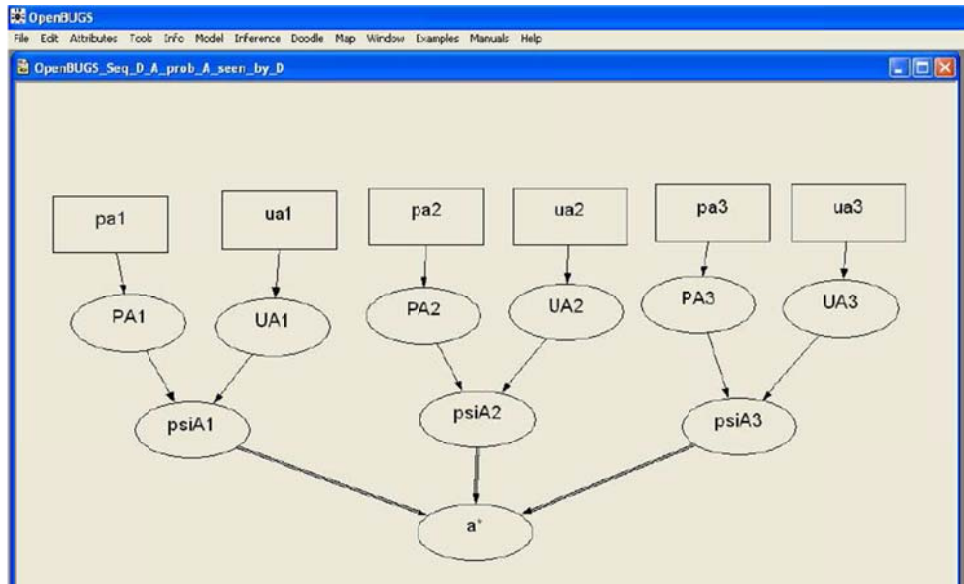 OpenBUGS
File Edit Attributes Tools Info Model Inference Doodle Map Window Examples Manuals Help
OpenBUGS_Seq_D_A_prob_A_seen_by_D
pa1 ua1 pa2 ua2 pa3 ua3
PA1 UA1 PA2 UA2 PA3 UA3
psiA1 psiA2 psiA3
a*